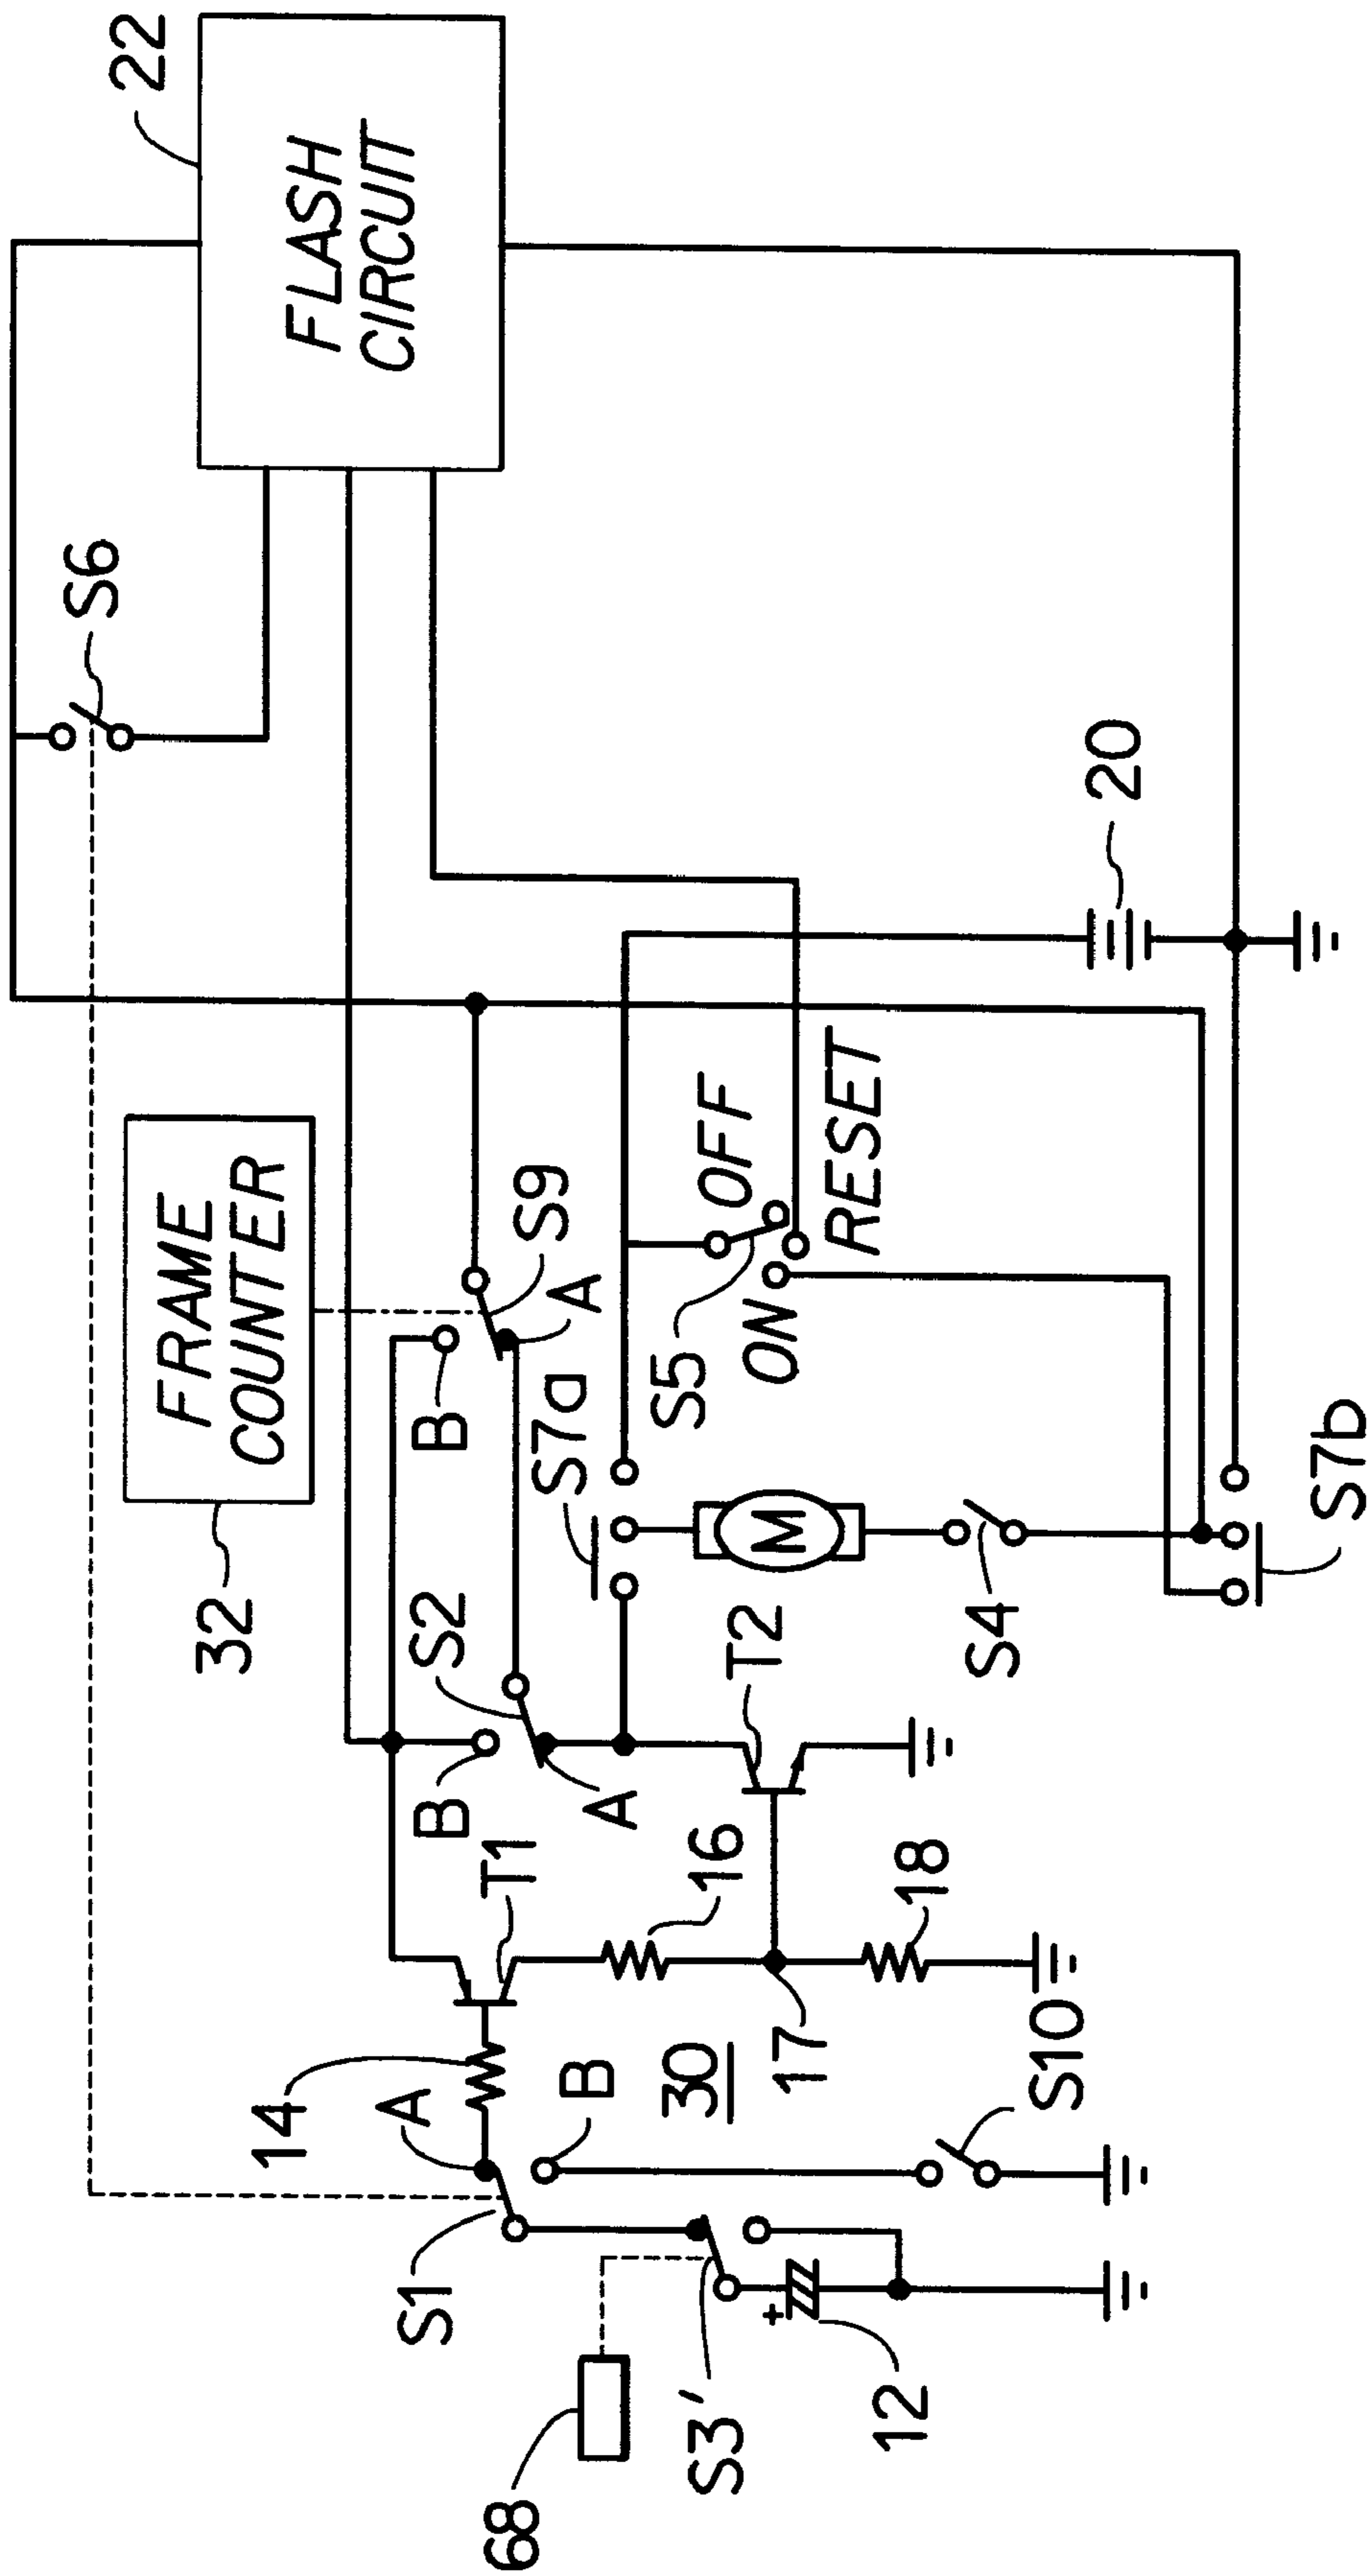 22
FLASH
CIRCUIT
S6
32
FRAME
COUNTER
S9
A
B
S7a
S2
B
A
T1
14
A
S1
B
30
16
17
18
T2
S5
OFF
ON
RESET
20
M
S4
S7b
S10
68
S3'
+
12